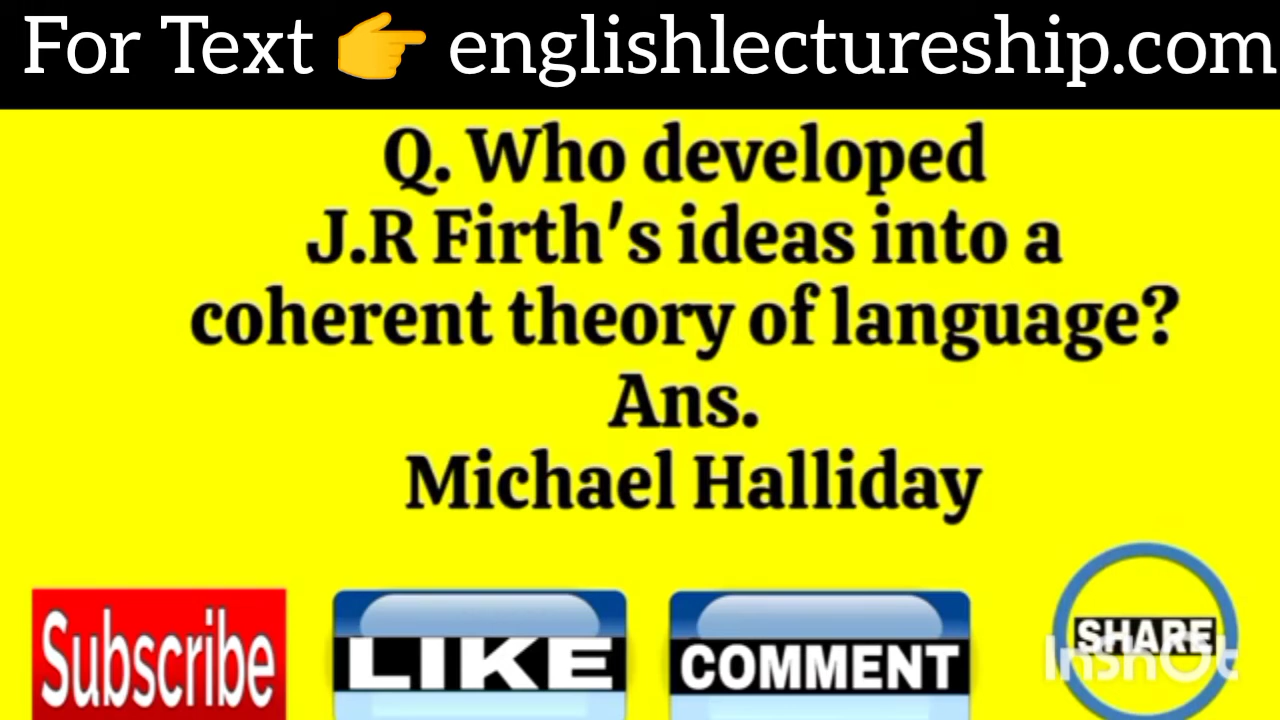 For Text 👉 englishlectureship.com
Q. Who developed
J.R Firth's ideas into a
coherent theory of language?
Ans.
Michael Halliday
Subscribe
LIKE
COMMENT
SHARE
InShOt